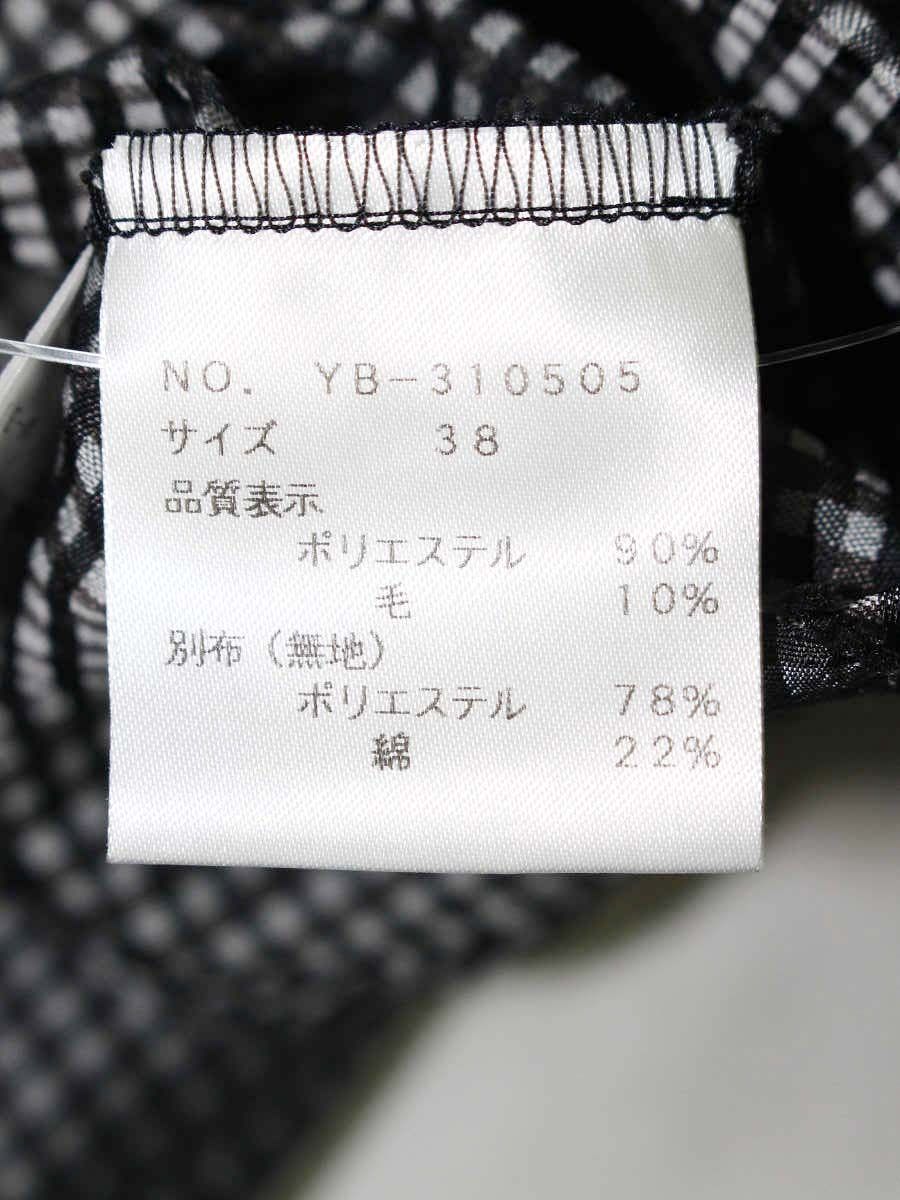 NO. YB-310505
サイズ 38
品質表示
ポリエステル 90%
毛 10%
別布（無地）
ポリエステル 78%
綿 22%